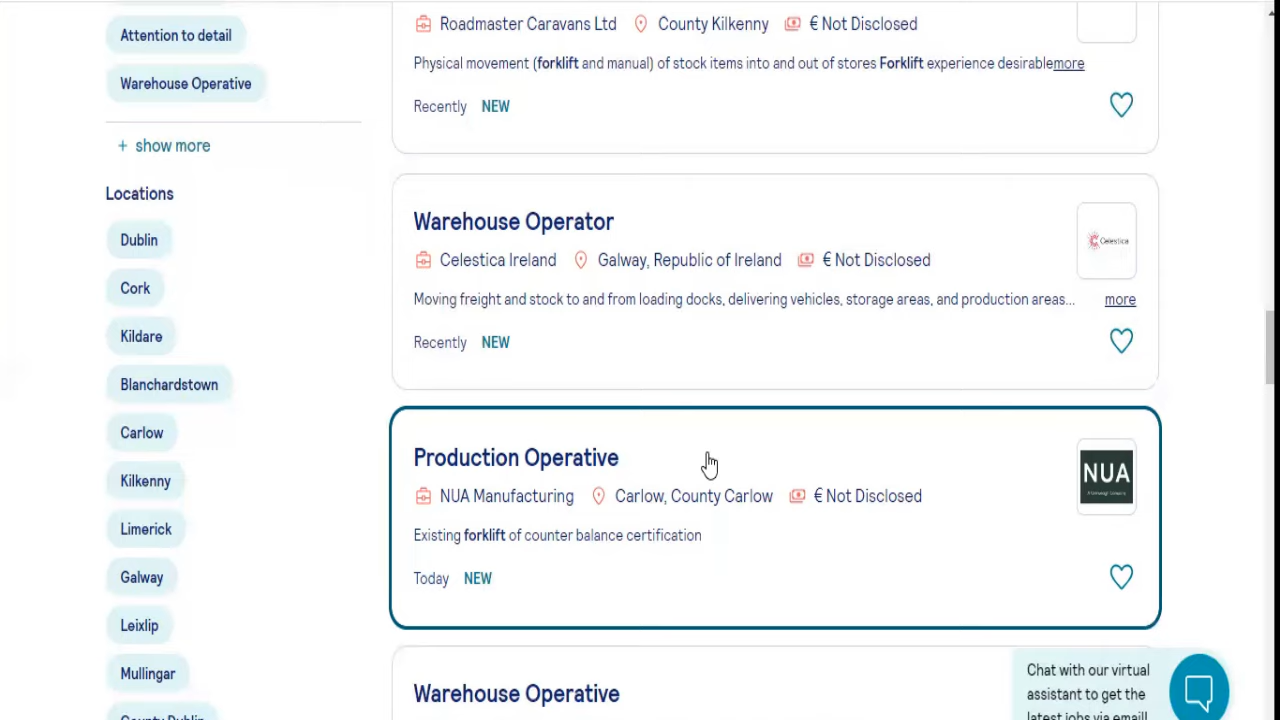 Attention to detail
Warehouse Operative
+ show more
Locations
Dublin
Cork
Kildare
Blanchardstown
Carlow
Kilkenny
Limerick
Galway
Leixlip
Mullingar
County Dublin
Roadmaster Caravans Ltd County Kilkenny € Not Disclosed
Physical movement (forklift and manual) of stock items into and out of stores Forklift experience desirablemore
Recently NEW
Warehouse Operator
Celestica Ireland Galway, Republic of Ireland € Not Disclosed
Celestica
Moving freight and stock to and from loading docks, delivering vehicles, storage areas, and production areas... more
Recently NEW
Production Operative
NUA Manufacturing Carlow, County Carlow € Not Disclosed
NUA
Existing forklift of counter balance certification
Today NEW
Warehouse Operative
Chat with our virtual
assistant to get the
latest jobs via email!